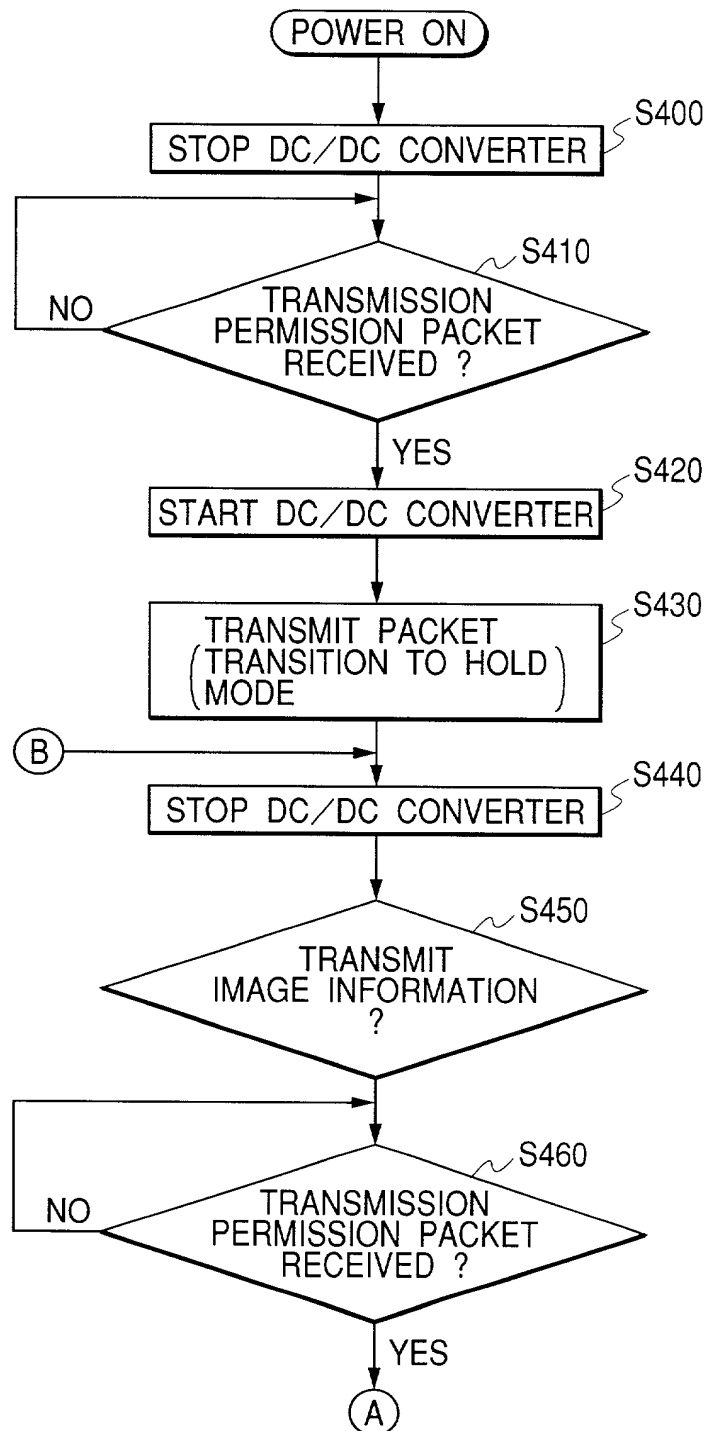 POWER ON
S400
STOP DC/DC CONVERTER
S410
TRANSMISSION
PERMISSION PACKET
RECEIVED ?
NO
YES
S420
START DC/DC CONVERTER
S430
TRANSMIT PACKET
(TRANSITION TO HOLD
MODE)
B
S440
STOP DC/DC CONVERTER
S450
TRANSMIT
IMAGE INFORMATION
?
S460
TRANSMISSION
PERMISSION PACKET
RECEIVED ?
NO
YES
A